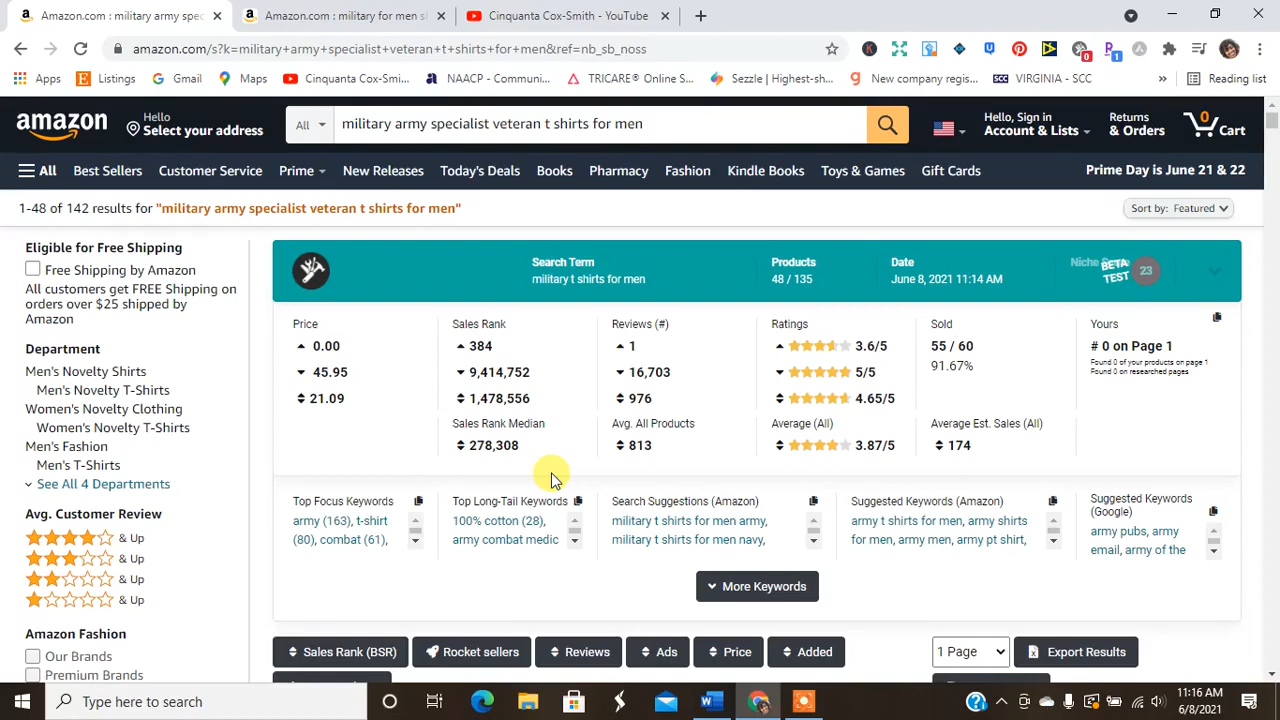 Amazon.com : military army spec
Amazon.com : military for men sh
Cinquanta Cox-Smith - YouTube
amazon.com/s?k=military+army+specialist+veteran+t+shirts+for+men&ref=nb_sb_noss
Apps
Listings
Gmail
Maps
Cinquanta Cox-Smi...
NAACP - Communi...
TRICARE® Online S...
Sezzle | Highest-sh...
New company regis...
VIRGINIA - SCC
»
Reading list
amazon
Hello
Select your address
All
military army specialist veteran t shirts for men
Hello, Sign in
Account & Lists
Returns
& Orders
0
Cart
All
Best Sellers
Customer Service
Prime
New Releases
Today's Deals
Books
Pharmacy
Fashion
Kindle Books
Toys & Games
Gift Cards
Prime Day is June 21 & 22
1-48 of 142 results for "military army specialist veteran t shirts for men"
Sort by: Featured
Eligible for Free Shipping
Free Shipping by Amazon
All customers get FREE Shipping on
orders over $25 shipped by
Amazon
Department
Men's Novelty Shirts
Men's Novelty T-Shirts
Women's Novelty Clothing
Women's Novelty T-Shirts
Men's Fashion
Men's T-Shirts
See All 4 Departments
Avg. Customer Review
& Up
& Up
& Up
& Up
Amazon Fashion
Our Brands
Premium Brands
Search Term
military t shirts for men
Products
48 / 135
Date
June 8, 2021 11:14 AM
Niche
BETA
TEST
23
Price
0.00
45.95
21.09
Sales Rank
384
9,414,752
1,478,556
Sales Rank Median
278,308
Reviews (#)
1
16,703
976
Avg. All Products
813
Ratings
3.6/5
5/5
4.65/5
Average (All)
3.87/5
Sold
55 / 60
91.67%
Average Est. Sales (All)
174
Yours
# 0 on Page 1
Found 0 of your products on page 1
Found 0 on researched pages
Top Focus Keywords
army (163), t-shirt
(80), combat (61),
Top Long-Tail Keywords
100% cotton (28),
army combat medic
Search Suggestions (Amazon)
military t shirts for men army,
military t shirts for men navy,
Suggested Keywords (Amazon)
army t shirts for men, army shirts
for men, army men, army pt shirt,
Suggested Keywords
(Google)
army pubs, army
email, army of the
More Keywords
Sales Rank (BSR)
Rocket sellers
Reviews
Ads
Price
Added
1 Page
Export Results
Type here to search
11:16 AM
6/8/2021